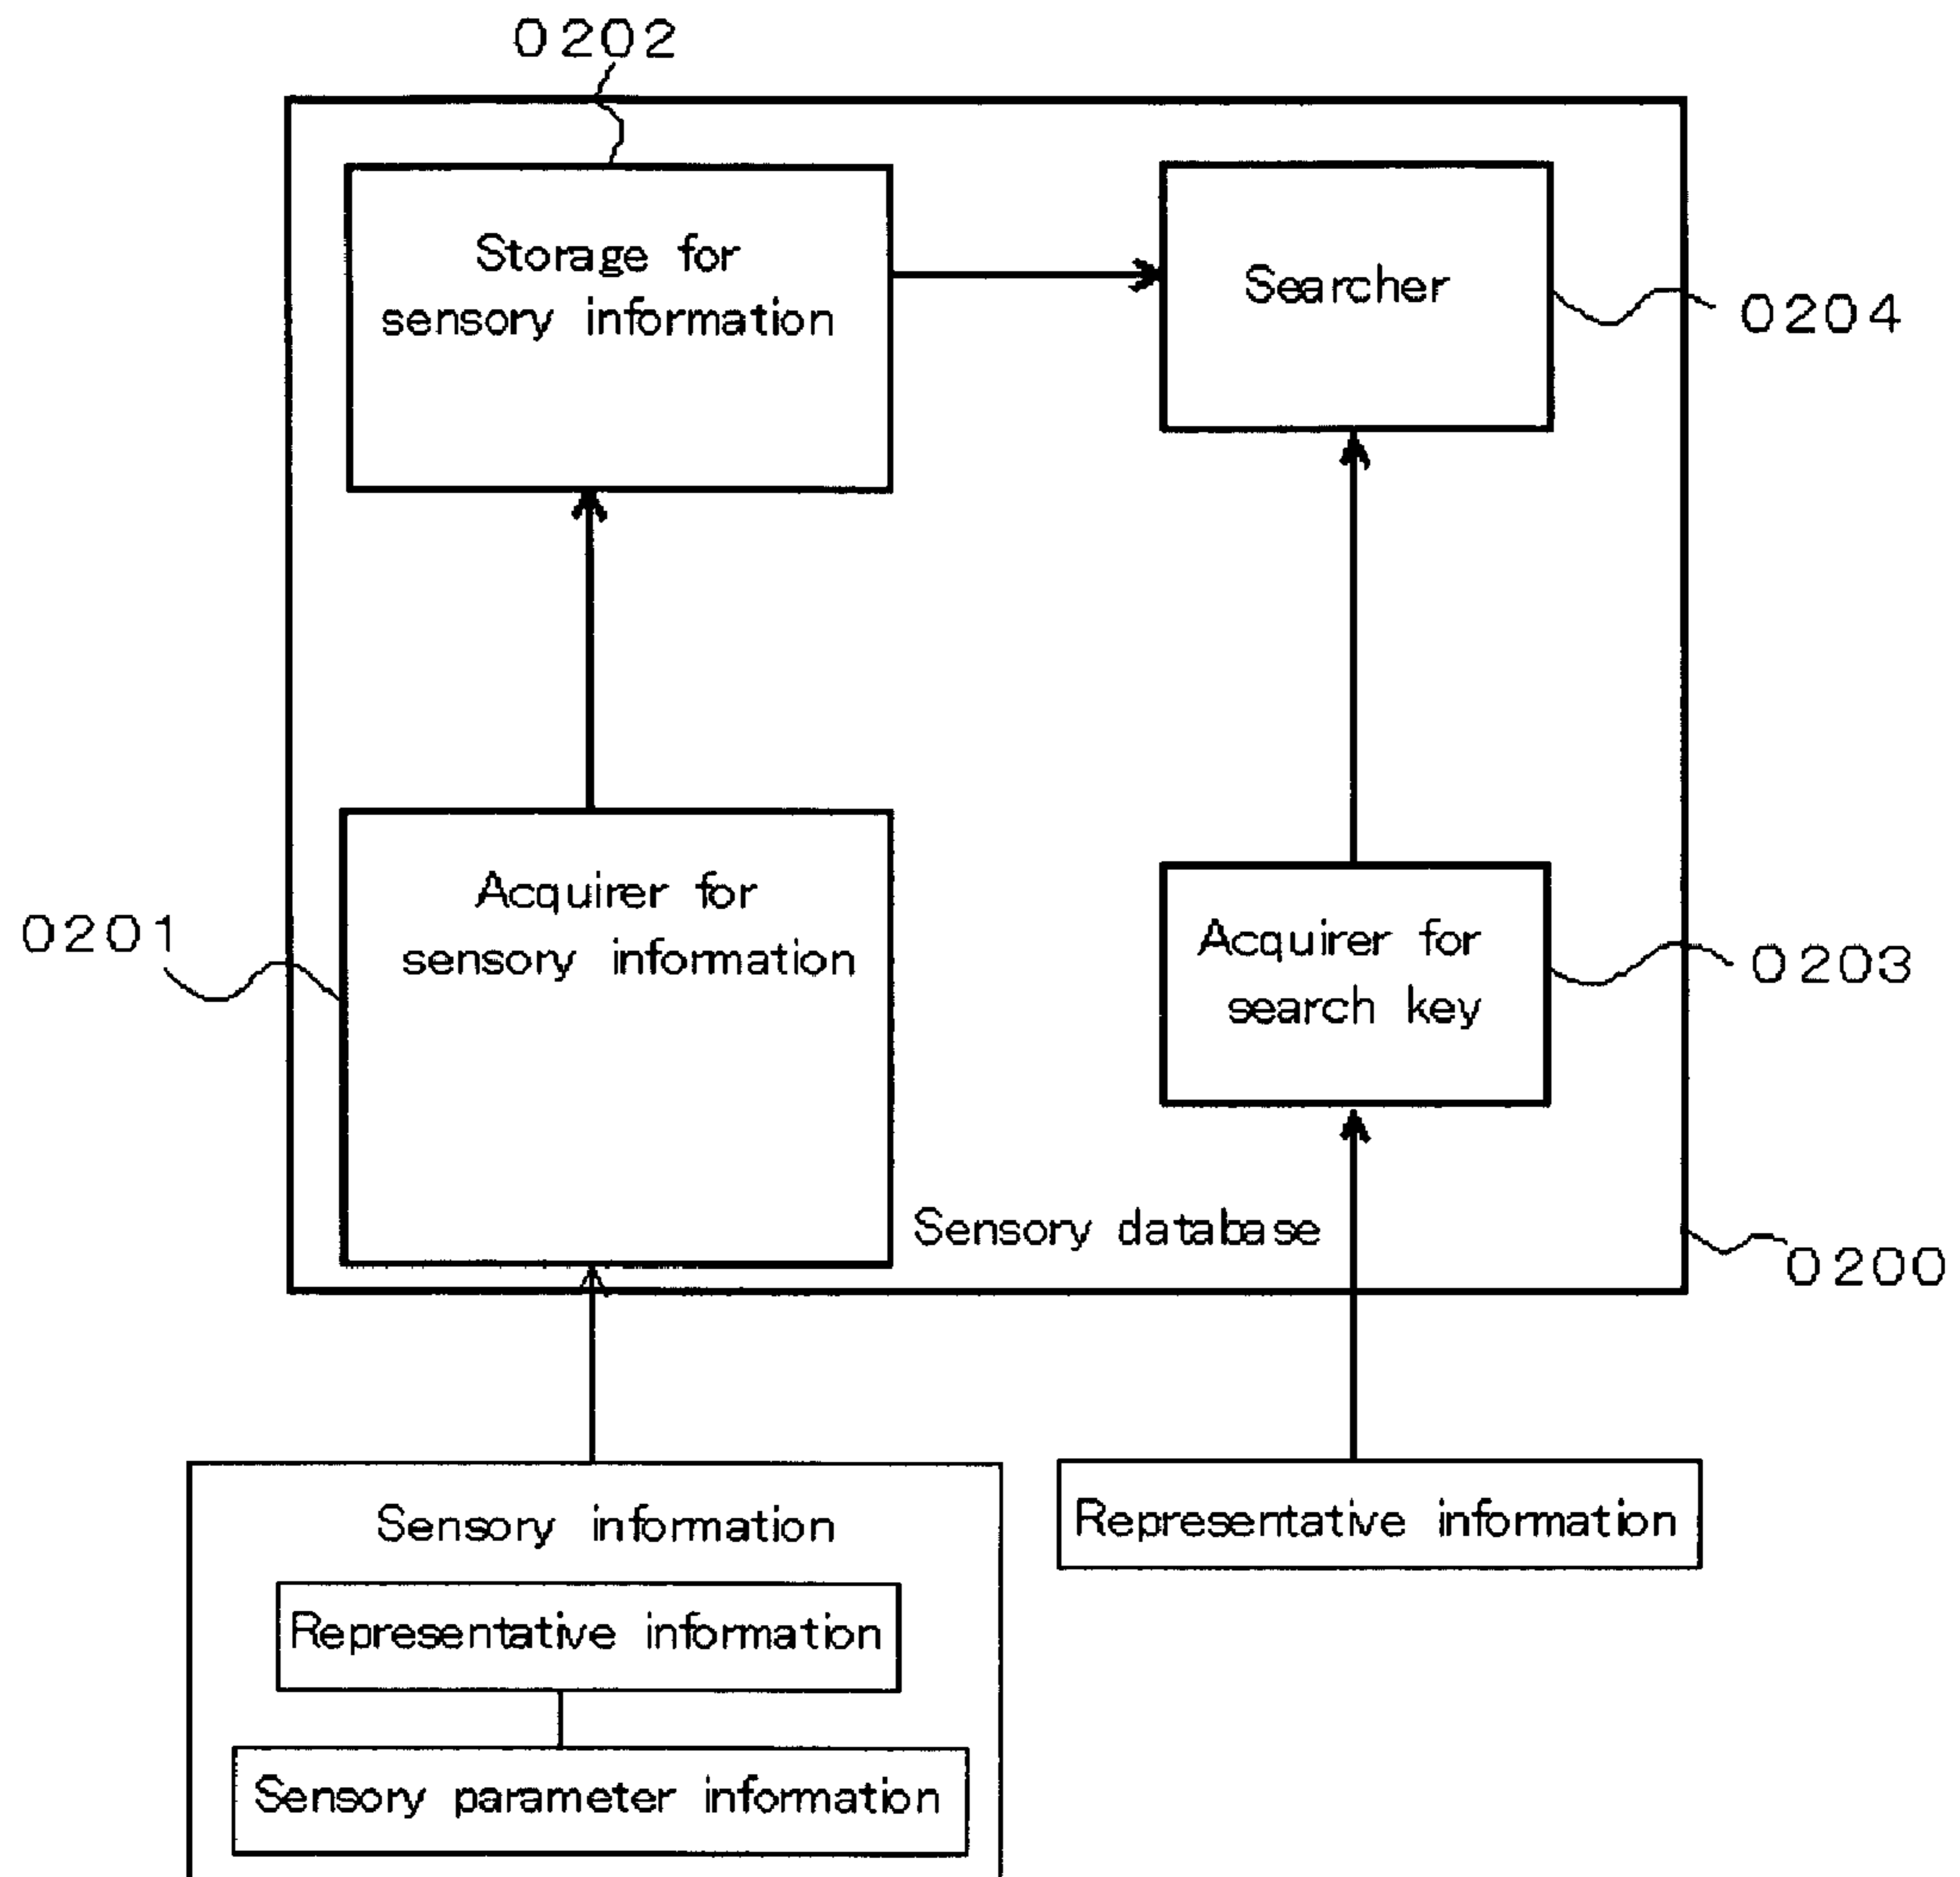 0202
Storage for
sensory information
Searcher
0204
Acquirer for
sensory information
0201
Acquirer for
search key
0203
Sensory database
0200
Sensory information
Representative information
Sensory parameter information
Representative information